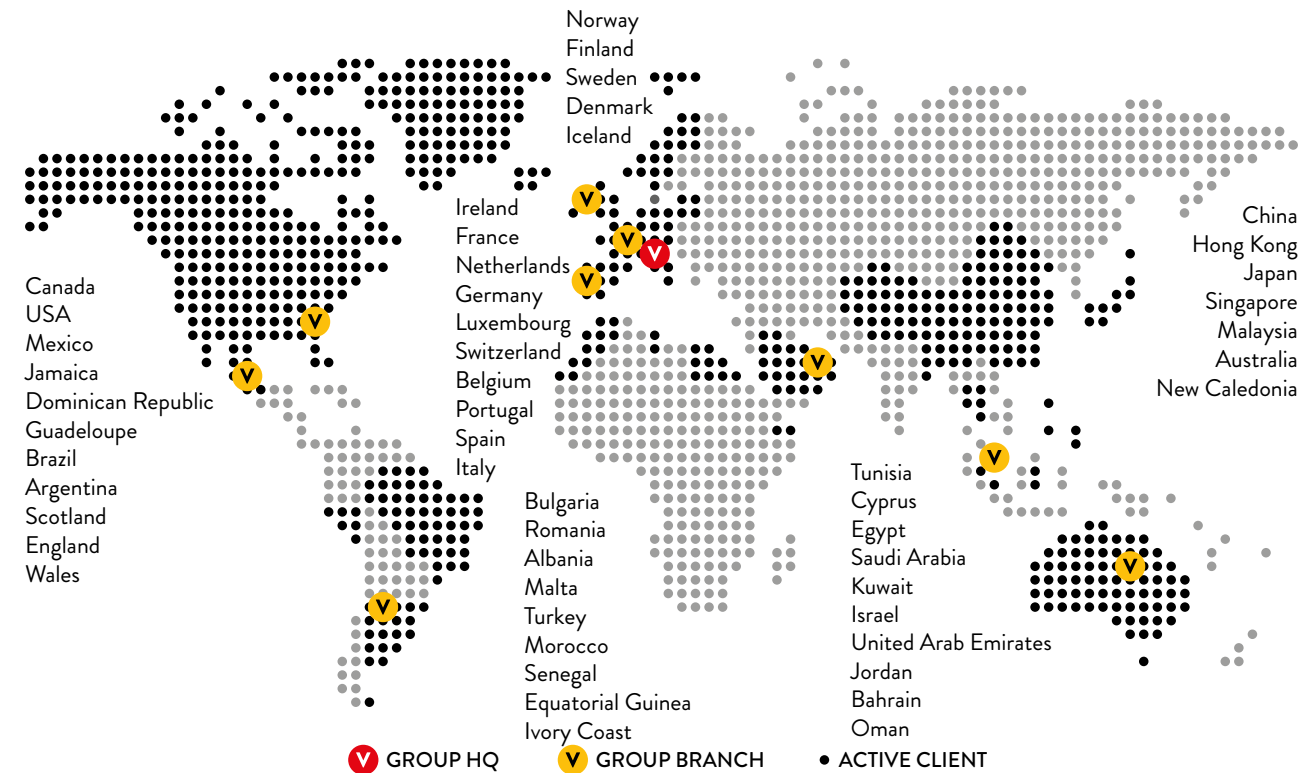 Norway
Finland
Sweden
Denmark
Iceland
Ireland
France
Netherlands
Germany
Luxembourg
Switzerland
Belgium
Portugal
Spain
Italy
Canada
USA
Mexico
Jamaica
Dominican Republic
Guadeloupe
Brazil
Argentina
Scotland
England
Wales
China
Hong Kong
Japan
Singapore
Malaysia
Australia
New Caledonia
Bulgaria
Romania
Albania
Malta
Turkey
Morocco
Senegal
Equatorial Guinea
Ivory Coast
Tunisia
Cyprus
Egypt
Saudi Arabia
Kuwait
Israel
United Arab Emirates
Jordan
Bahrain
Oman
V
V
V
V
V
V
V
V
V
V
V GROUP HQ V GROUP BRANCH ACTIVE CLIENT